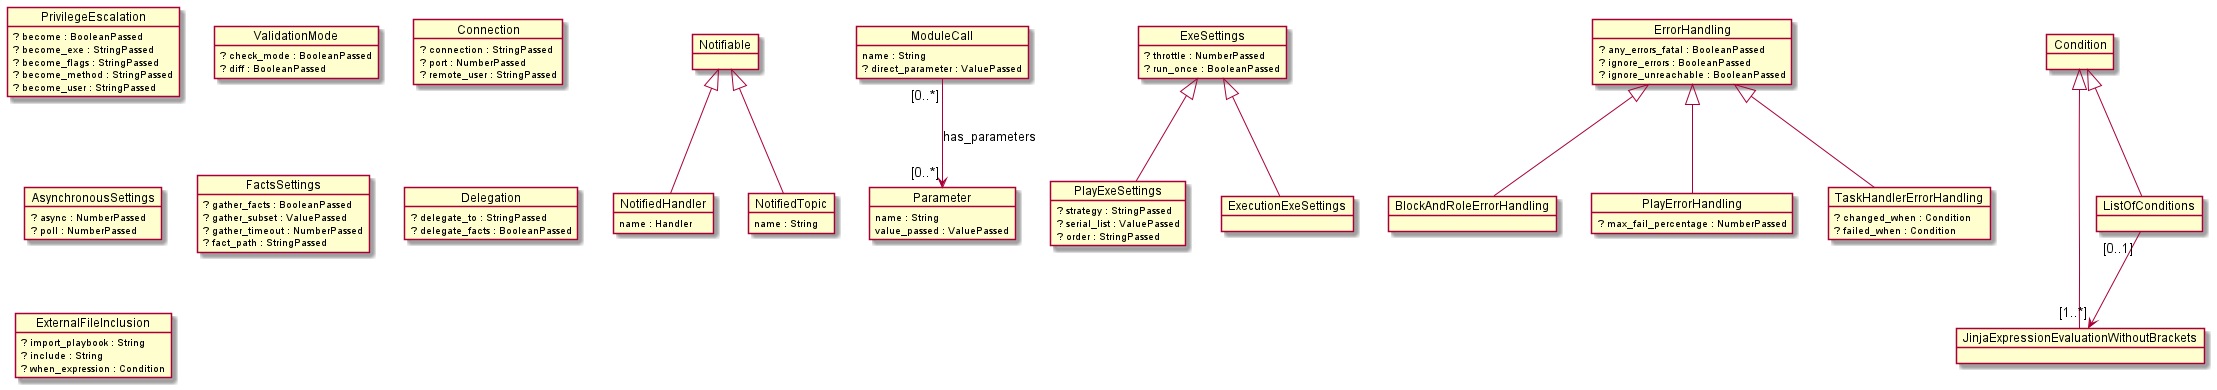 PrivilegeEscalation
? become : BooleanPassed
? become_exe : StringPassed
? become_flags : StringPassed
? become_method : StringPassed
? become_user : StringPassed
ValidationMode
? check_mode : BooleanPassed
? diff : BooleanPassed
Connection
? connection : StringPassed
? port : NumberPassed
? remote_user : StringPassed
Notifiable
ModuleCall
name : String
? direct_parameter : ValuePassed
ExeSettings
? throttle : NumberPassed
? run_once : BooleanPassed
ErrorHandling
? any_errors_fatal : BooleanPassed
? ignore_errors : BooleanPassed
? ignore_unreachable : BooleanPassed
Condition
[0..*]
has_parameters
[0..*]
AsynchronousSettings
? async : NumberPassed
? poll : NumberPassed
FactsSettings
? gather_facts : BooleanPassed
? gather_subset : ValuePassed
? gather_timeout : NumberPassed
? fact_path : StringPassed
Delegation
? delegate_to : StringPassed
? delegate_facts : BooleanPassed
NotifiedHandler
name : Handler
NotifiedTopic
name : String
Parameter
name : String
value_passed : ValuePassed
PlayExeSettings
? strategy : StringPassed
? serial_list : ValuePassed
? order : StringPassed
ExecutionExeSettings
BlockAndRoleErrorHandling
PlayErrorHandling
? max_fail_percentage : NumberPassed
TaskHandlerErrorHandling
? changed_when : Condition
? failed_when : Condition
ListOfConditions
[0..1]
[1..*]
ExternalFileInclusion
? import_playbook : String
? include : String
? when_expression : Condition
JinjaExpressionEvaluationWithoutBrackets